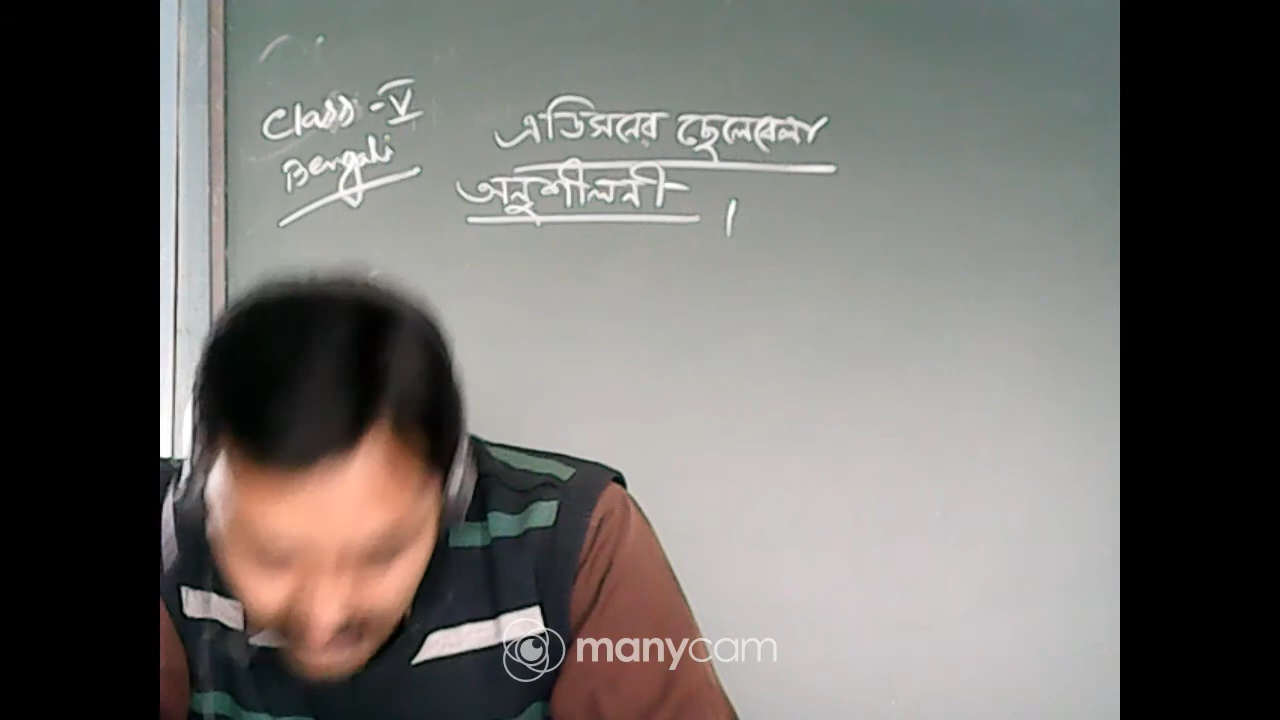 Class - V
Bengali
এডিসনের ছেলেবেলা
অনুশীলনী - ।
manycam